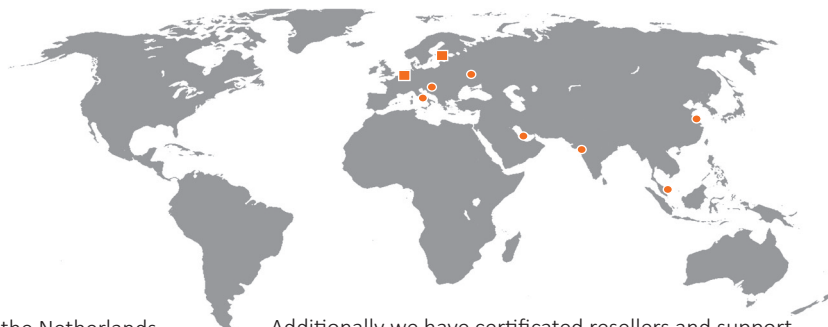 the Netherlands
Additionally we have certificated resellers and support